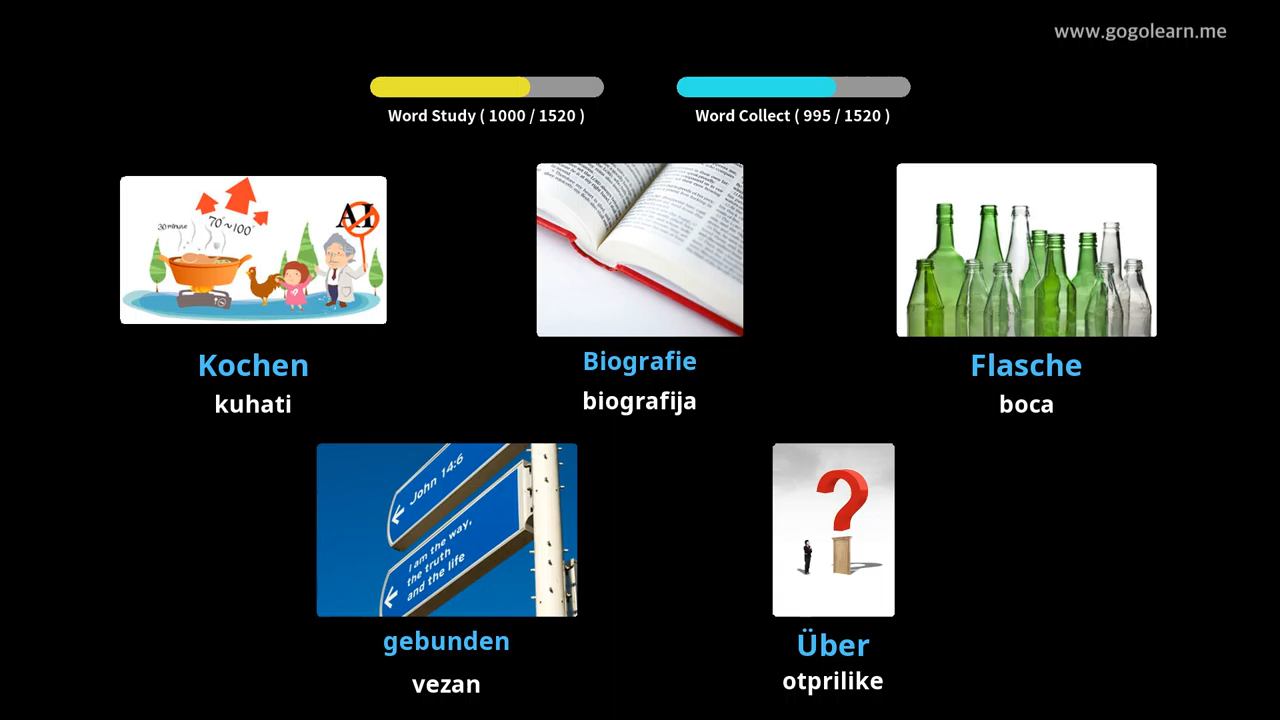 www.gogolearn.me
Word Study ( 1000 / 1520 )
Word Collect ( 995 / 1520 )
30 minute
70°~100°
AI
Kochen
kuhati
Biografie
biografija
Flasche
boca
John 14:6
I am the way,
the truth
and the life
gebunden
vezan
Über
otprilike